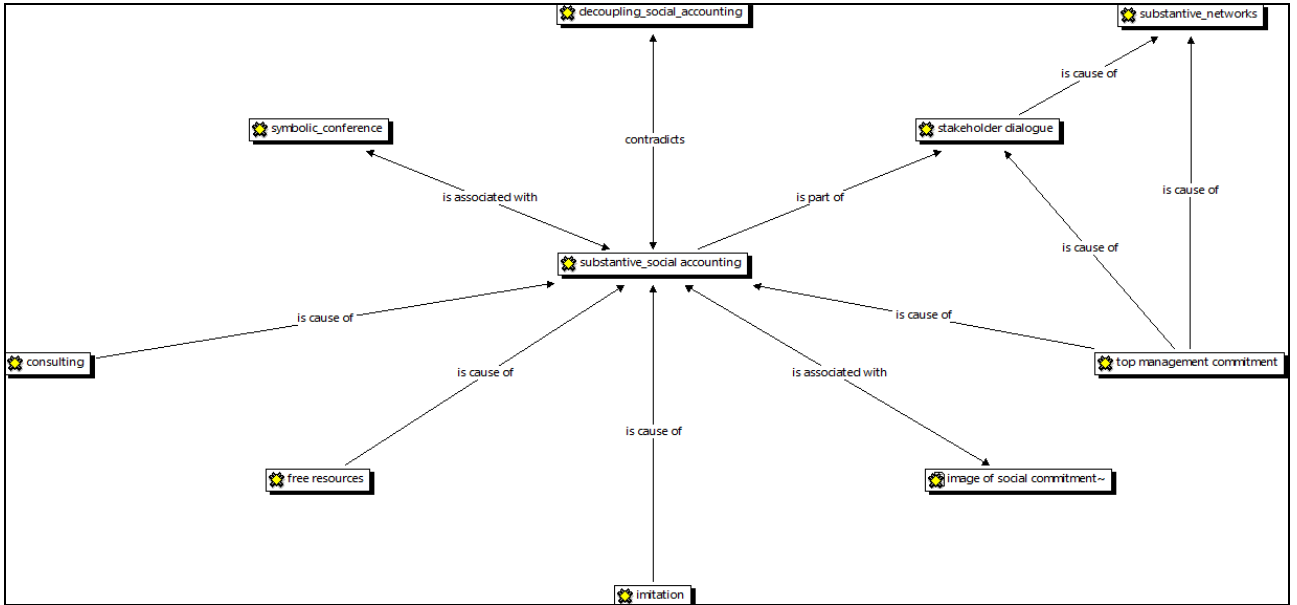 decoupling_social_accounting
substantive_networks
is cause of
symbolic_conference
stakeholder dialogue
contradicts
is associated with
is part of
is cause of
is cause of
substantive_social accounting
is cause of
is cause of
consulting
top management commitment
is cause of
is associated with
is cause of
free resources
image of social commitment~
imitation